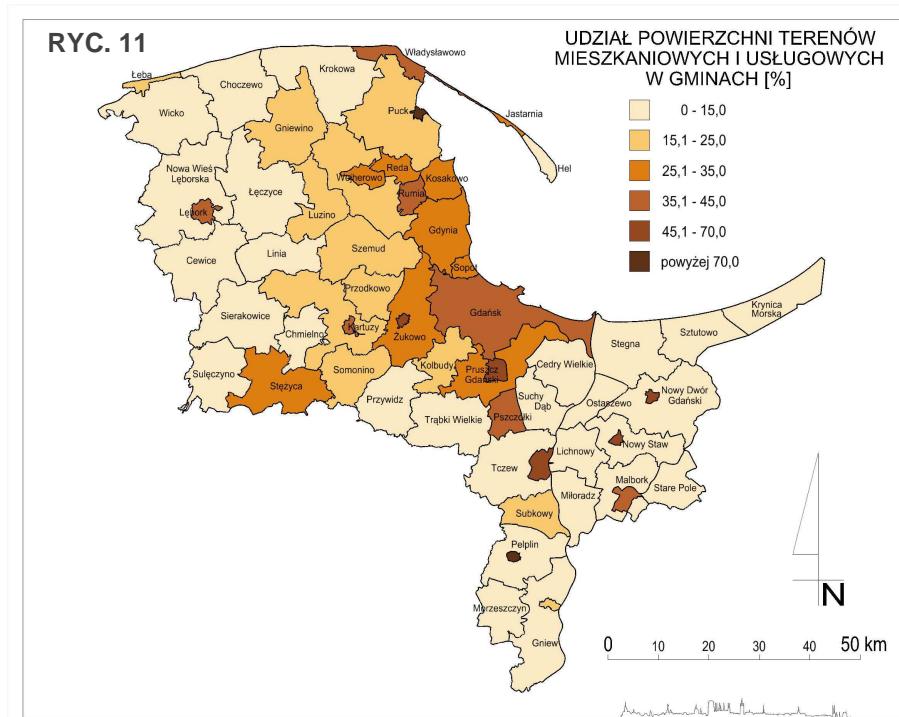 RYC. 11
UDZIAŁ POWIERZCHNI TERENÓW
MIESZKANIOWYCH I USŁUGOWYCH
W GMINACH [%]
0 - 15,0
15,1 - 25,0
25,1 - 35,0
35,1 - 45,0
45,1 - 70,0
powyżej 70,0
Władysławowo
Łeba
Krokowa
Choczewo
Wicko
Puck
Jastarnia
Gniewino
Hel
Nowa Wieś
Lęborska
Łęczyce
Wejherowo
Reda
Kosakowo
Rumia
Lębork
Luzino
Gdynia
Cewice
Linia
Szemud
Sopot
Przodkowo
Sierakowice
Chmielno
Kartuzy
Żukowo
Gdańsk
Krynica
Morska
Stegna
Sztutowo
Sulęczyno
Stężyca
Somonino
Kolbudy
Pruszcz
Gdański
Cedry Wielkie
Przywidz
Trąbki Wielkie
Pszczółki
Suchy
Dąb
Ostaszewo
Nowy Dwór
Gdański
Tczew
Lichnowy
Nowy Staw
Miłoradz
Malbork
Stare Pole
Subkowy
Pelplin
Morzeszczyn
Gniew
N
0 10 20 30 40 50 km